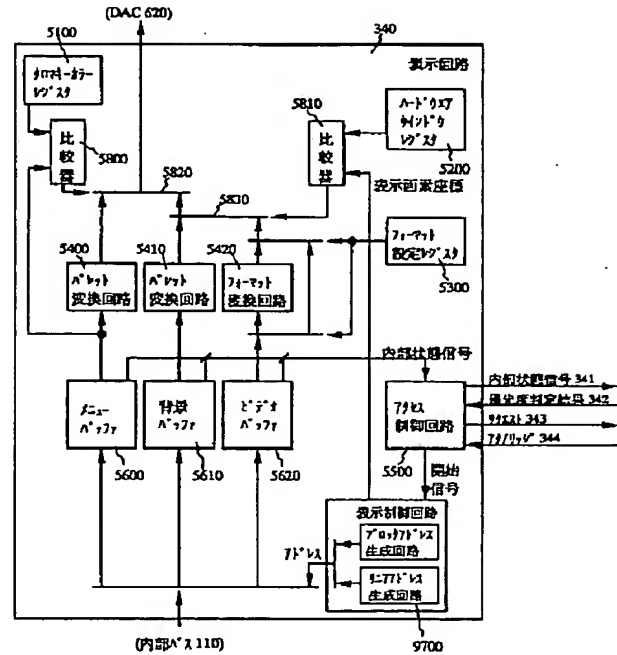 (DAC 620)
5100
340
クロマキーカラー
レジスタ
表示回路
5810
ハードウエア
ウインドウ
レジスタ
比較器
5800
比較器
5200
5820
表示画素座標
5830
5400
5410
5420
フォーマット
設定レジスタ
5300
パレット
変換回路
パレット
変換回路
フォーマット
変換回路
内部状態信号
内部状態信号 341
優先度判定結果 342
リクエスト 343
アクノリッジ 344
メニュー
バッファ
背景
バッファ
ビデオ
バッファ
アクセス
制御回路
5500
5600
5610
5620
開始
信号
表示制御回路
アドレス
ブロックアドレス
生成回路
リニアアドレス
生成回路
(内部バス 110)
9700